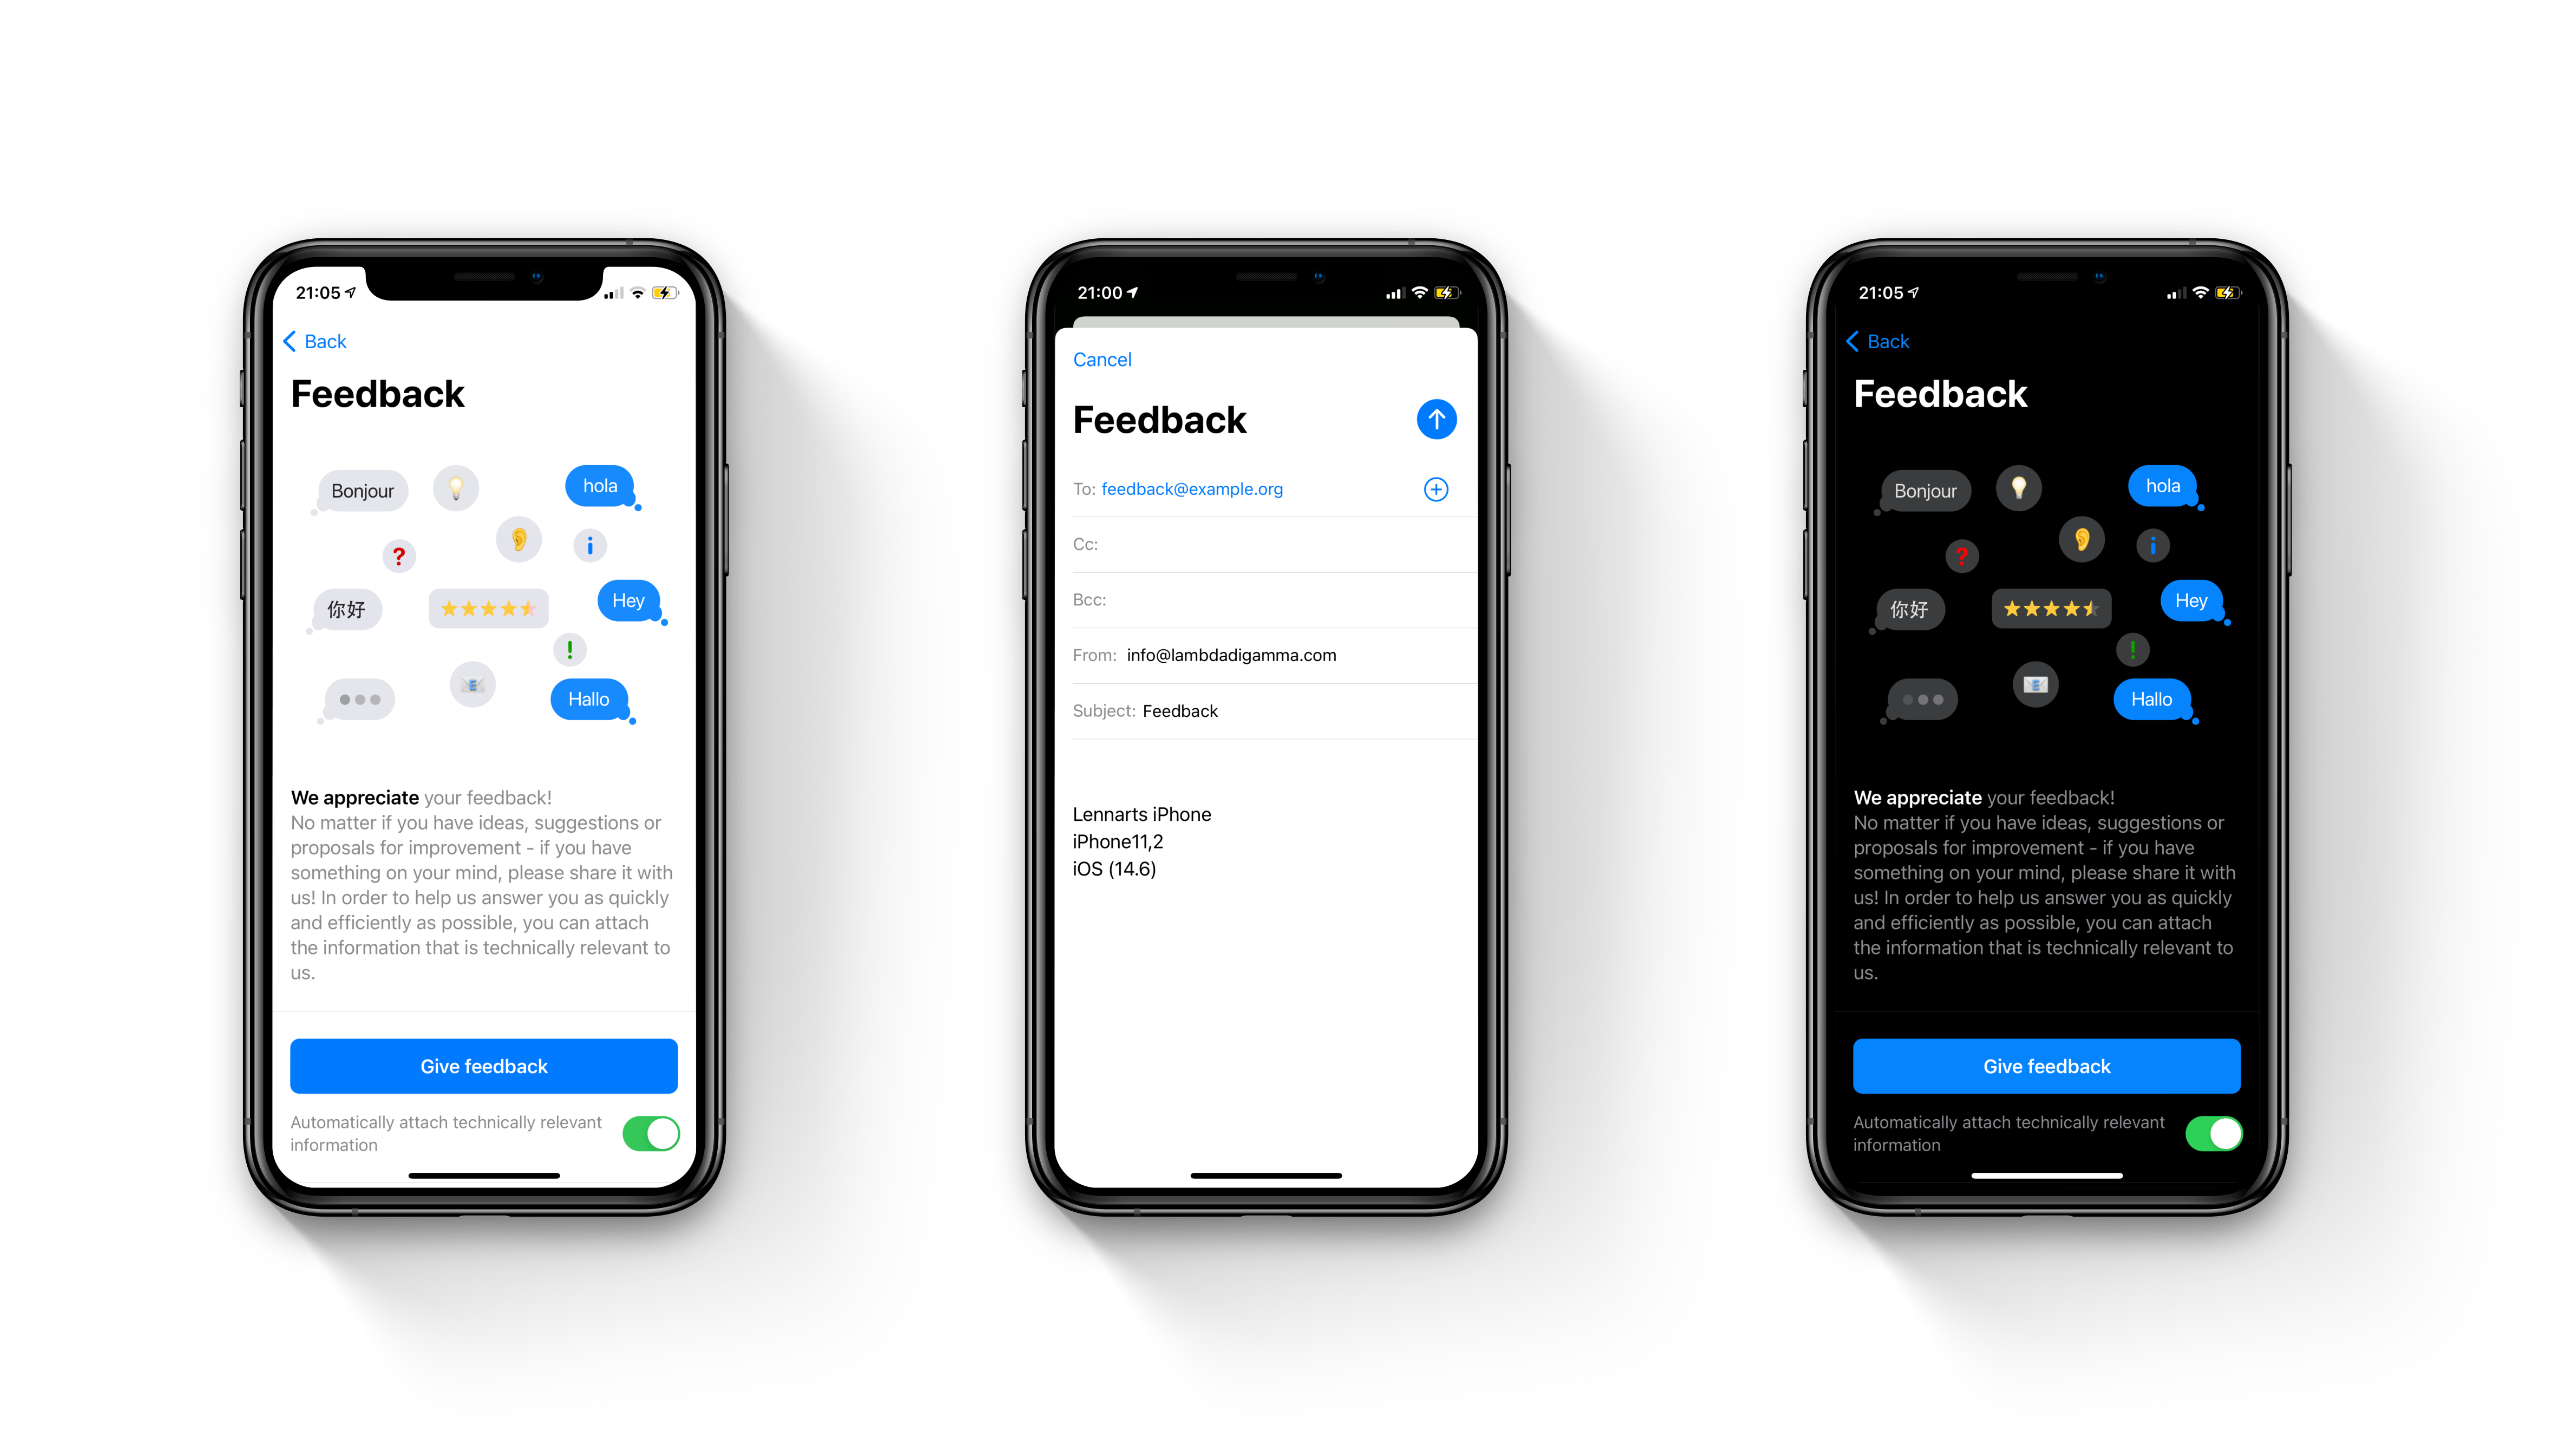 21:05
Back
Feedback
Bonjour
hola
?
i
你好
Hey
!
Hallo
We appreciate your feedback!
No matter if you have ideas, suggestions or
proposals for improvement - if you have
something on your mind, please share it with
us! In order to help us answer you as quickly
and efficiently as possible, you can attach
the information that is technically relevant to
us.
Give feedback
Automatically attach technically relevant
information
21:00
Cancel
Feedback
To: feedback@example.org
Cc:
Bcc:
From: info@lambdadigamma.com
Subject: Feedback
Lennarts iPhone
iPhone11,2
iOS (14.6)
21:05
Back
Feedback
Bonjour
hola
?
i
你好
Hey
!
Hallo
We appreciate your feedback!
No matter if you have ideas, suggestions or
proposals for improvement - if you have
something on your mind, please share it with
us! In order to help us answer you as quickly
and efficiently as possible, you can attach
the information that is technically relevant to
us.
Give feedback
Automatically attach technically relevant
information